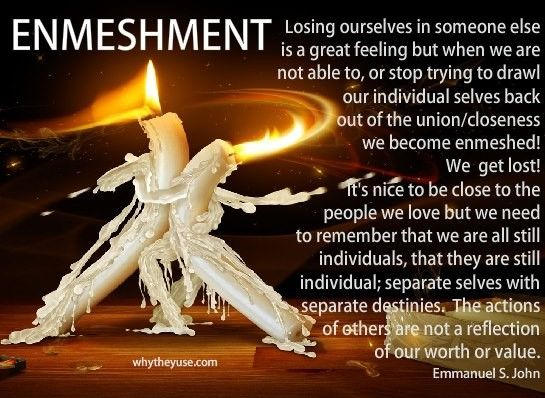 ENMESHMENT
Losing ourselves in someone else
is a great feeling but when we are
not able to, or stop trying to drawl
our individual selves back
out of the union/closeness
we become enmeshed!
We get lost!
It's nice to be close to the
people we love but we need
to remember that we are all still
individuals, that they are still
individual; separate selves with
separate destinies. The actions
of others are not a reflection
of our worth or value.
Emmanuel S. John
whytheyuse.com